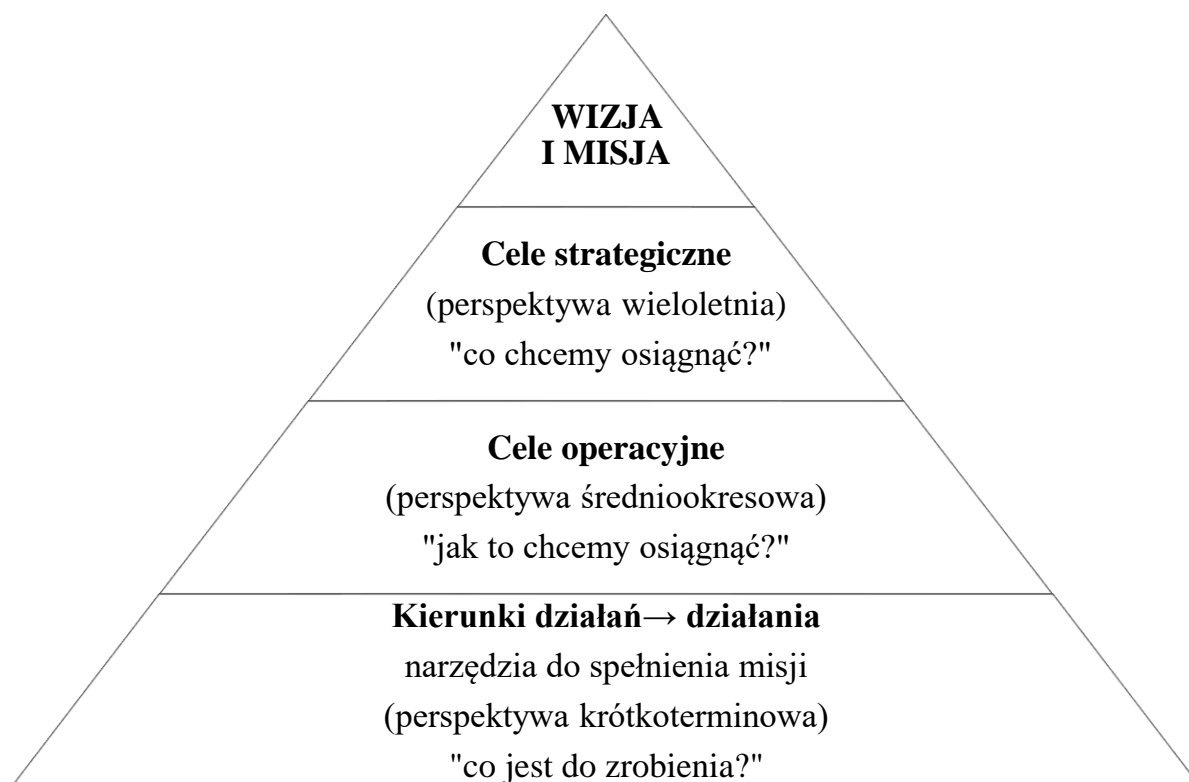 WIZJA
I MISJA
Cele strategiczne
(perspektywa wieloletnia)
"co chcemy osiągnąć?"
Cele operacyjne
(perspektywa średniookresowa)
"jak to chcemy osiągnąć?"
Kierunki działań→ działania
narzędzia do spełnienia misji
(perspektywa krótkoterminowa)
"co jest do zrobienia?"